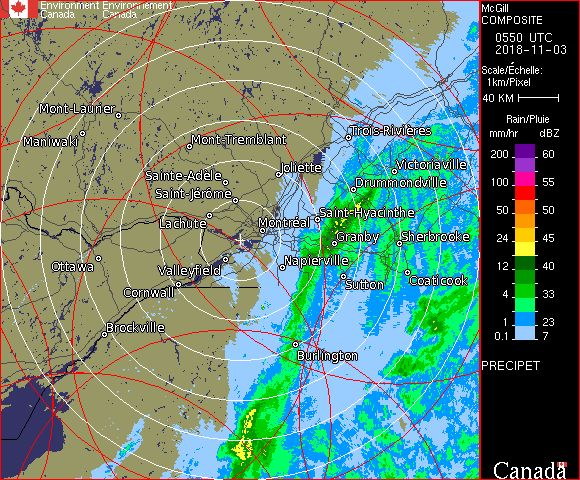 Environment Environnement
Canada Canada
Mont-Laurier
Maniwaki
Mont-Tremblant
Trois-Rivières
Joliette
Victoriaville
Sainte-Adèle
Drummondville
Saint-Jérôme
Lachute
Saint-Hyacinthe
Montréal
Granby
Sherbrooke
Ottawa
Valleyfield
Napierville
Coaticook
Sutton
Cornwall
Brockville
Burlington
McGill
COMPOSITE
0550 UTC
2018-11-03
Scale/Échelle:
1km/Pixel
40 KM
Rain/Pluie
mm/hr dBZ
200 60
100 55
50 50
24 45
12 40
4 33
1 23
0.1 7
PRECIPET
Canada